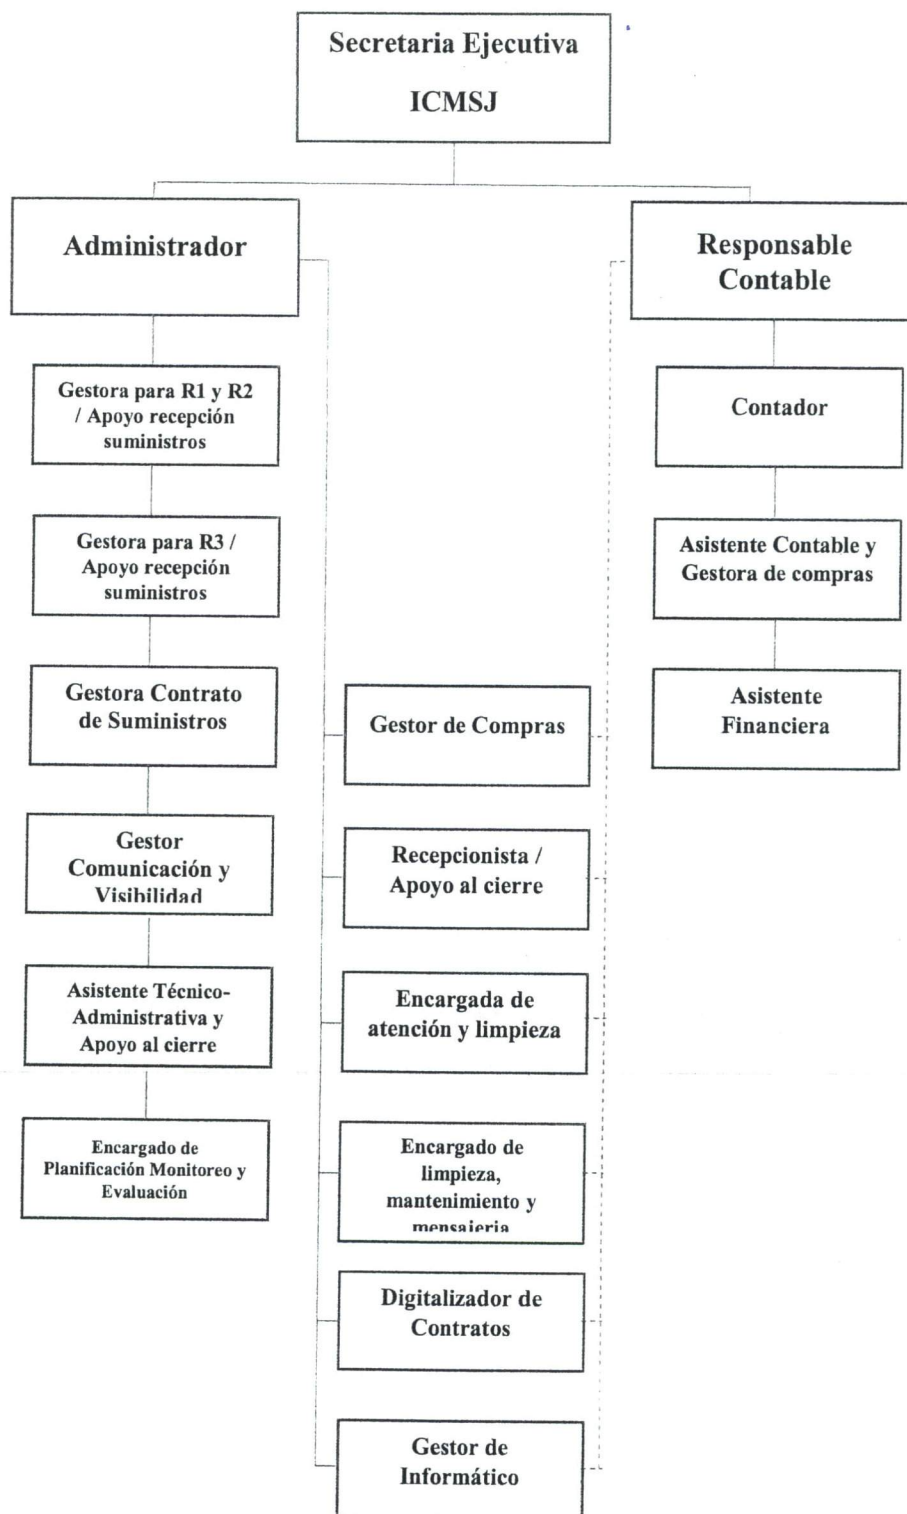 Secretaria Ejecutiva
ICMSJ
Administrador
Responsable
Contable
Gestora para R1 y R2
/ Apoyo recepción
suministros
Contador
Gestora para R3 /
Apoyo recepción
suministros
Asistente Contable y
Gestora de compras
Gestora Contrato
de Suministros
Gestor de Compras
Asistente
Financiera
Gestor
Comunicación y
Visibilidad
Recepcionista /
Apoyo al cierre
Asistente Técnico-
Administrativa y
Apoyo al cierre
Encargada de
atención y limpieza
Encargado de
Planificación Monitoreo y
Evaluación
Encargado de
limpieza,
mantenimiento y
mensajeria
Digitalizador de
Contratos
Gestor de
Informático